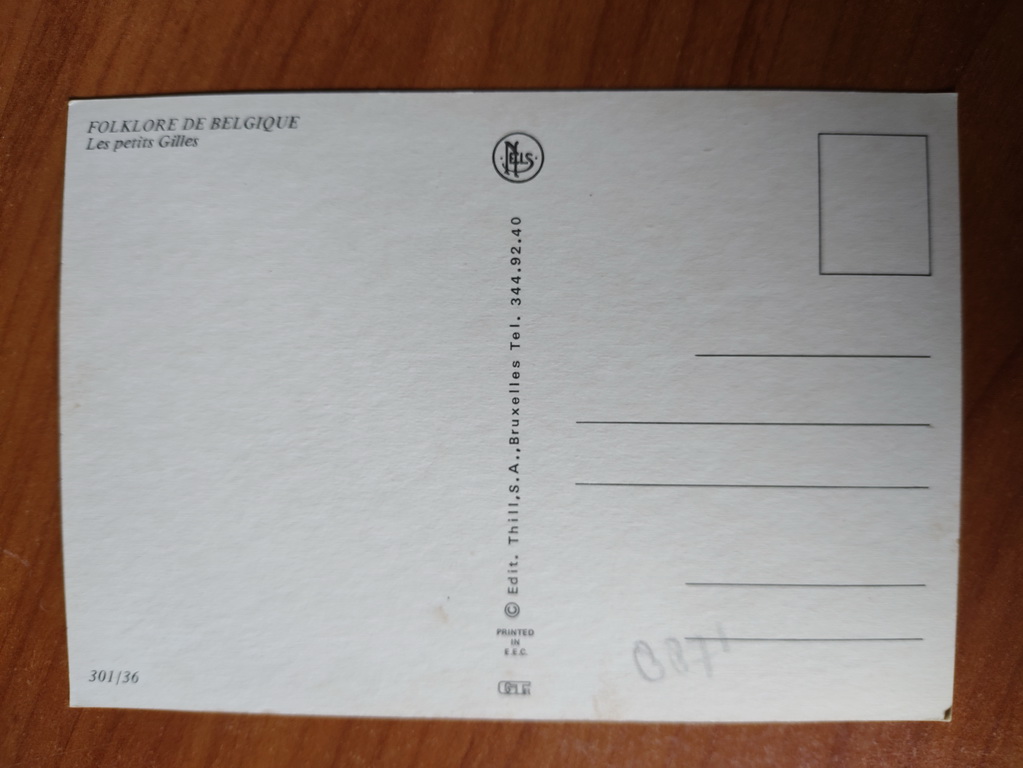 FOLKLORE DE BELGIQUE
Les petits Gilles
NELS
© Edit. Thill,S.A.,Bruxelles Tel. 344.92.40
PRINTED
IN
E.E.C.
301/36